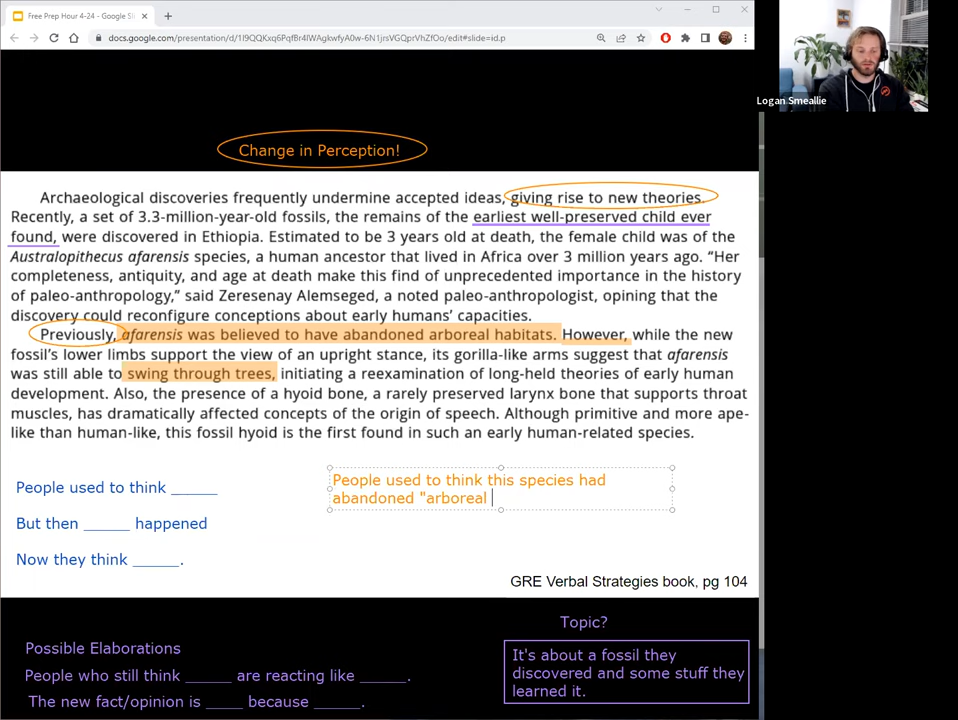 Free Prep Hour 4-24 - Google Sli
docs.google.com/presentation/d/1I9QQKxq6PqfBr4lWAgkwfyA0w-6N1jrsVGQprVhZfOo/edit#slide=id.p
Logan Smeallie
Change in Perception!
Archaeological discoveries frequently undermine accepted ideas, giving rise to new theories.
Recently, a set of 3.3-million-year-old fossils, the remains of the earliest well-preserved child ever
found, were discovered in Ethiopia. Estimated to be 3 years old at death, the female child was of the
Australopithecus afarensis species, a human ancestor that lived in Africa over 3 million years ago. “Her
completeness, antiquity, and age at death make this find of unprecedented importance in the history
of paleo-anthropology,” said Zeresenay Alemseged, a noted paleo-anthropologist, opining that the
discovery could reconfigure conceptions about early humans’ capacities.
Previously, afarensis was believed to have abandoned arboreal habitats. However, while the new
fossil’s lower limbs support the view of an upright stance, its gorilla-like arms suggest that afarensis
was still able to swing through trees, initiating a reexamination of long-held theories of early human
development. Also, the presence of a hyoid bone, a rarely preserved larynx bone that supports throat
muscles, has dramatically affected concepts of the origin of speech. Although primitive and more ape-
like than human-like, this fossil hyoid is the first found in such an early human-related species.
People used to think _____
But then _____ happened
Now they think _____.
People used to think this species had
abandoned "arboreal
GRE Verbal Strategies book, pg 104
Possible Elaborations
People who still think _____ are reacting like _____.
The new fact/opinion is ____ because _____.
Topic?
It's about a fossil they
discovered and some stuff they
learned it.